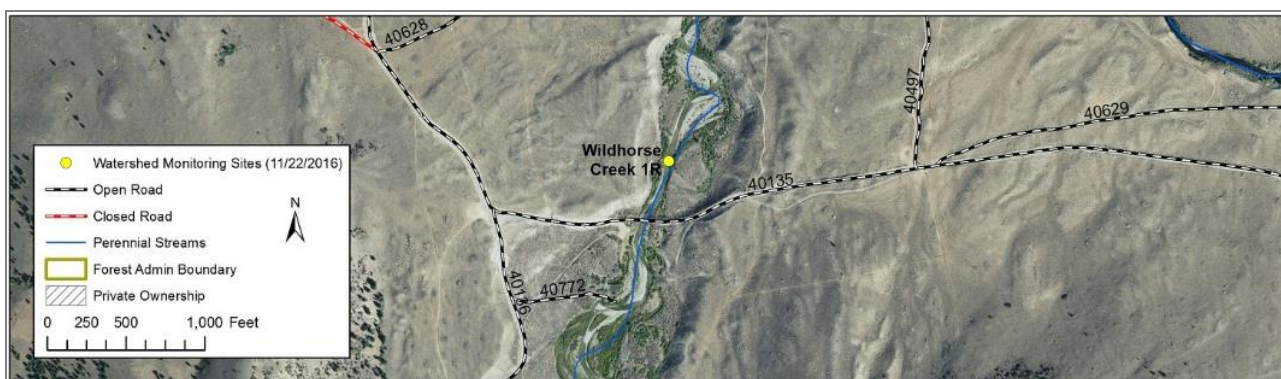 40628
40497
40629
Wildhorse
Creek 1R
40135
40136
40772
Watershed Monitoring Sites (11/22/2016)
Open Road
Closed Road
N
Perennial Streams
Forest Admin Boundary
Private Ownership
0 250 500 1,000 Feet